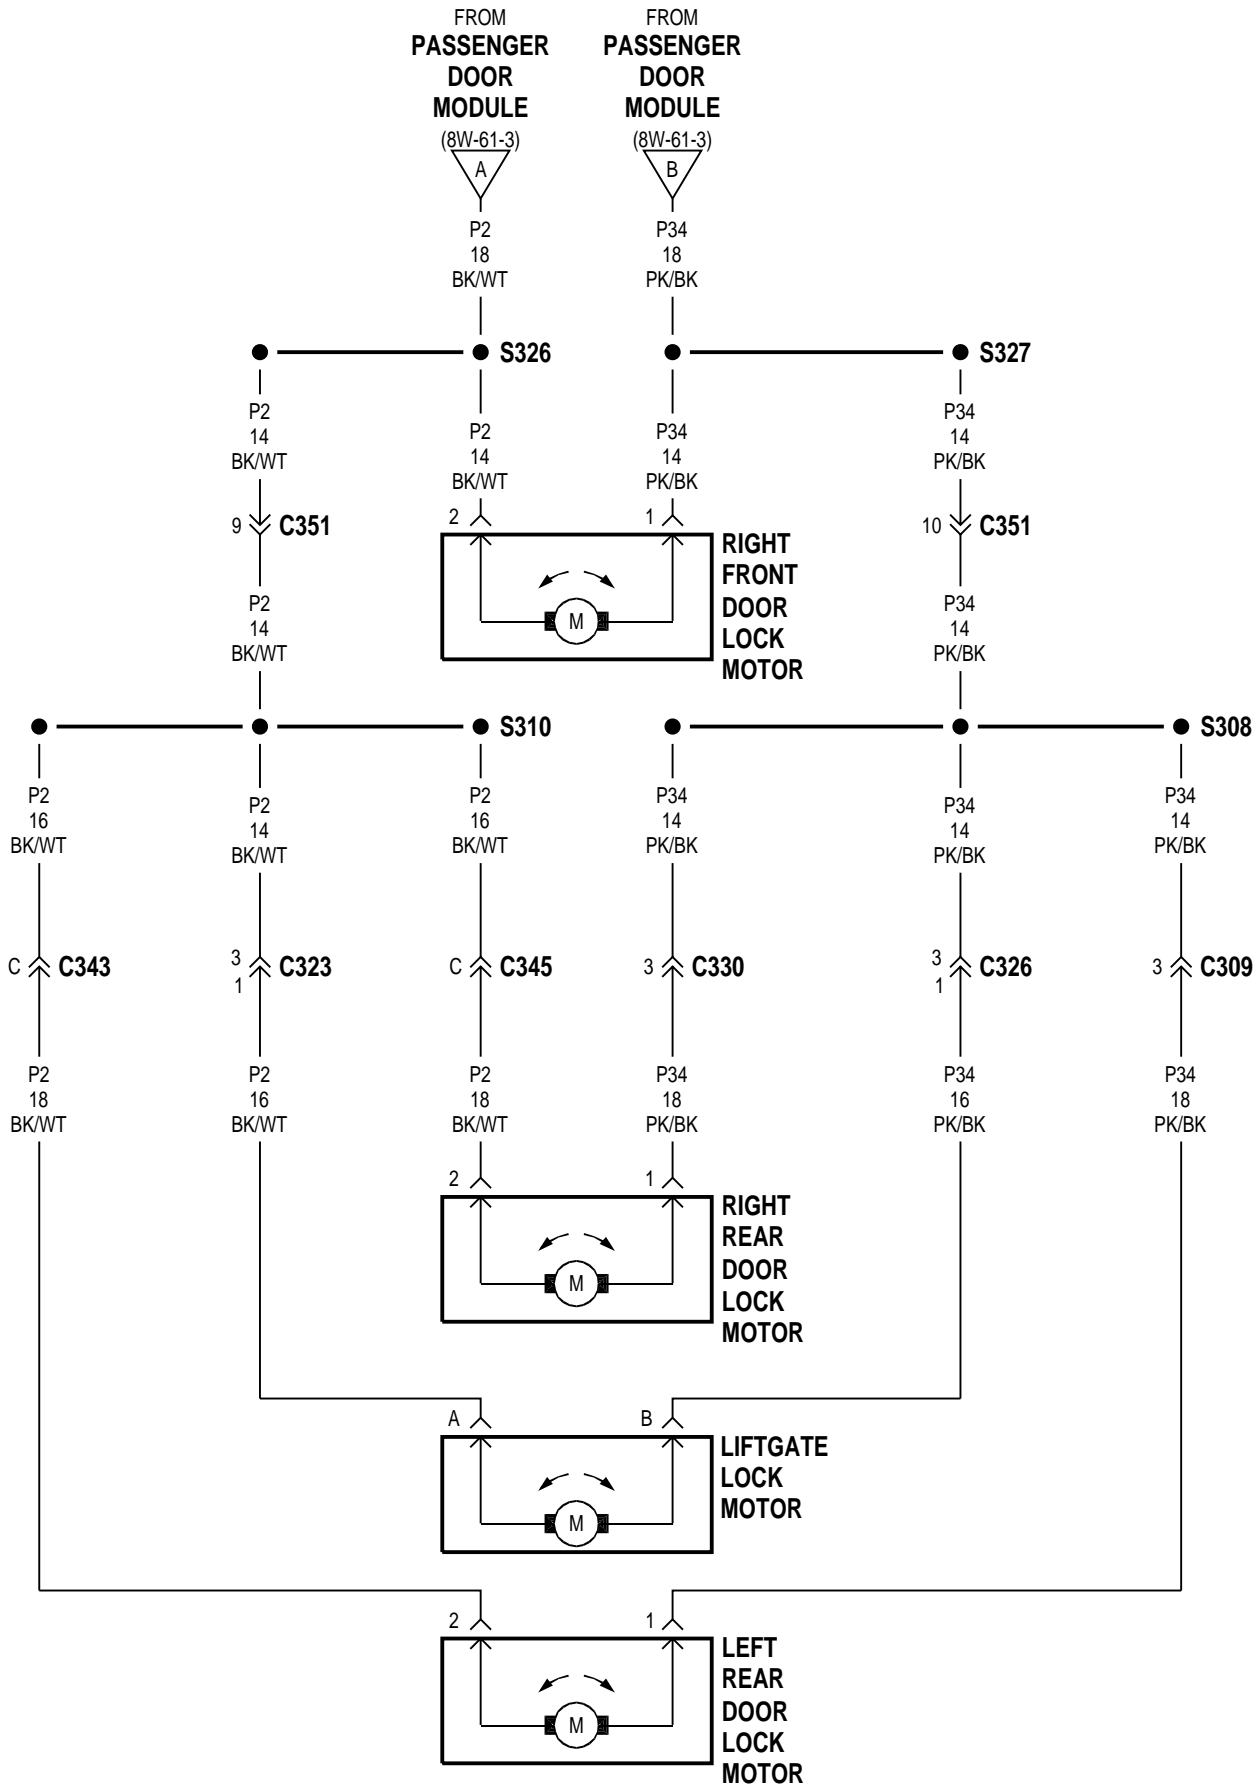 FROM
PASSENGER
DOOR
MODULE
(8W-61-3)
A
FROM
PASSENGER
DOOR
MODULE
(8W-61-3)
B
P2
18
BK/WT
P34
18
PK/BK
S326
S327
P2
14
BK/WT
P2
14
BK/WT
P34
14
PK/BK
P34
14
PK/BK
9 C351
2
1
10 C351
RIGHT
FRONT
DOOR
LOCK
MOTOR
M
P2
14
BK/WT
P34
14
PK/BK
S310
S308
P2
16
BK/WT
P2
14
BK/WT
P2
16
BK/WT
P34
14
PK/BK
P34
14
PK/BK
P34
14
PK/BK
C C343
3
1
C323
C C345
3 C330
3
1
C326
3 C309
P2
18
BK/WT
P2
16
BK/WT
P2
18
BK/WT
P34
18
PK/BK
P34
16
PK/BK
P34
18
PK/BK
2
1
RIGHT
REAR
DOOR
LOCK
MOTOR
M
A
B
LIFTGATE
LOCK
MOTOR
M
2
1
LEFT
REAR
DOOR
LOCK
MOTOR
M